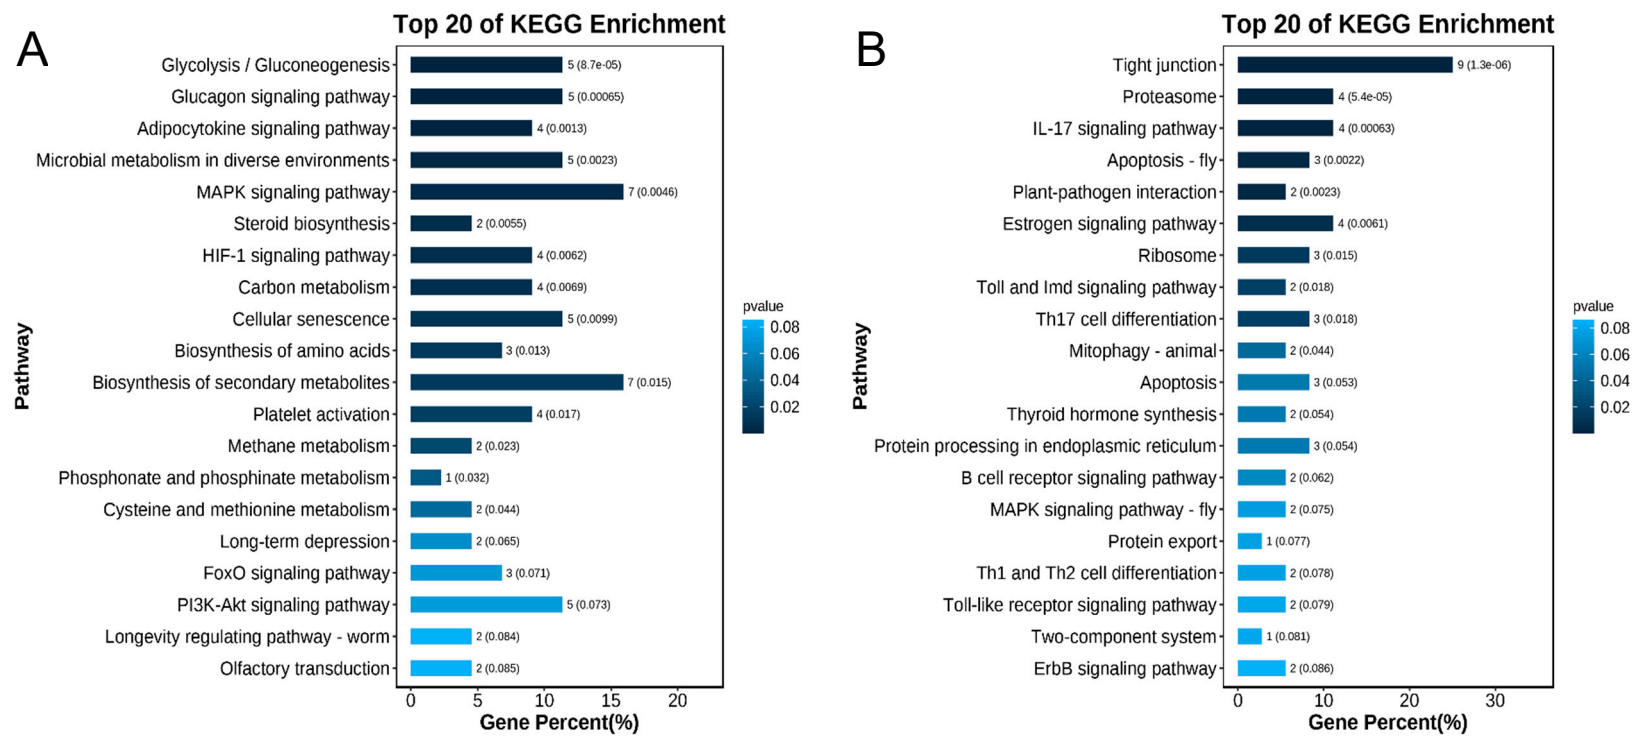 A
Top 20 of KEGG Enrichment
Glycolysis / Gluconeogenesis 5 (8.7e-05)
Glucagon signaling pathway 5 (0.00065)
Adipocytokine signaling pathway 4 (0.0013)
Microbial metabolism in diverse environments 5 (0.0023)
MAPK signaling pathway 7 (0.0046)
Steroid biosynthesis 2 (0.0055)
HIF-1 signaling pathway 4 (0.0062)
Carbon metabolism 4 (0.0069)
Cellular senescence 5 (0.0099)
Biosynthesis of amino acids 3 (0.013)
Biosynthesis of secondary metabolites 7 (0.015)
Platelet activation 4 (0.017)
Methane metabolism 2 (0.023)
Phosphonate and phosphinate metabolism 1 (0.032)
Cysteine and methionine metabolism 2 (0.044)
Long-term depression 2 (0.065)
FoxO signaling pathway 3 (0.071)
PI3K-Akt signaling pathway 5 (0.073)
Longevity regulating pathway - worm 2 (0.084)
Olfactory transduction 2 (0.085)
0 5 10 15 20
Gene Percent(%)
Pathway
pvalue
0.08
0.06
0.04
0.02
B
Top 20 of KEGG Enrichment
Tight junction 9 (1.3e-06)
Proteasome 4 (5.4e-05)
IL-17 signaling pathway 4 (0.00063)
Apoptosis - fly 3 (0.0022)
Plant-pathogen interaction 2 (0.0023)
Estrogen signaling pathway 4 (0.0061)
Ribosome 3 (0.015)
Toll and Imd signaling pathway 2 (0.018)
Th17 cell differentiation 3 (0.018)
Mitophagy - animal 2 (0.044)
Apoptosis 3 (0.053)
Thyroid hormone synthesis 2 (0.054)
Protein processing in endoplasmic reticulum 3 (0.054)
B cell receptor signaling pathway 2 (0.062)
MAPK signaling pathway - fly 2 (0.075)
Protein export 1 (0.077)
Th1 and Th2 cell differentiation 2 (0.078)
Toll-like receptor signaling pathway 2 (0.079)
Two-component system 1 (0.081)
ErbB signaling pathway 2 (0.086)
0 10 20 30
Gene Percent(%)
Pathway
pvalue
0.08
0.06
0.04
0.02